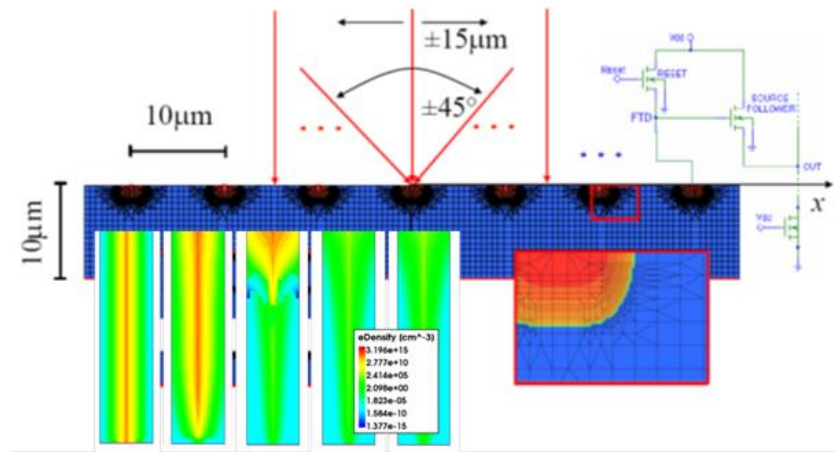 ±15μm
±45°
10μm
10μm
Reset
RESET
SOURCE
FOLLOWER
FTD
OUT
x
eDensity (cm^-3)
3.196e+15
2.777e+10
2.414e+05
2.098e+00
1.823e-05
1.584e-10
1.377e-15